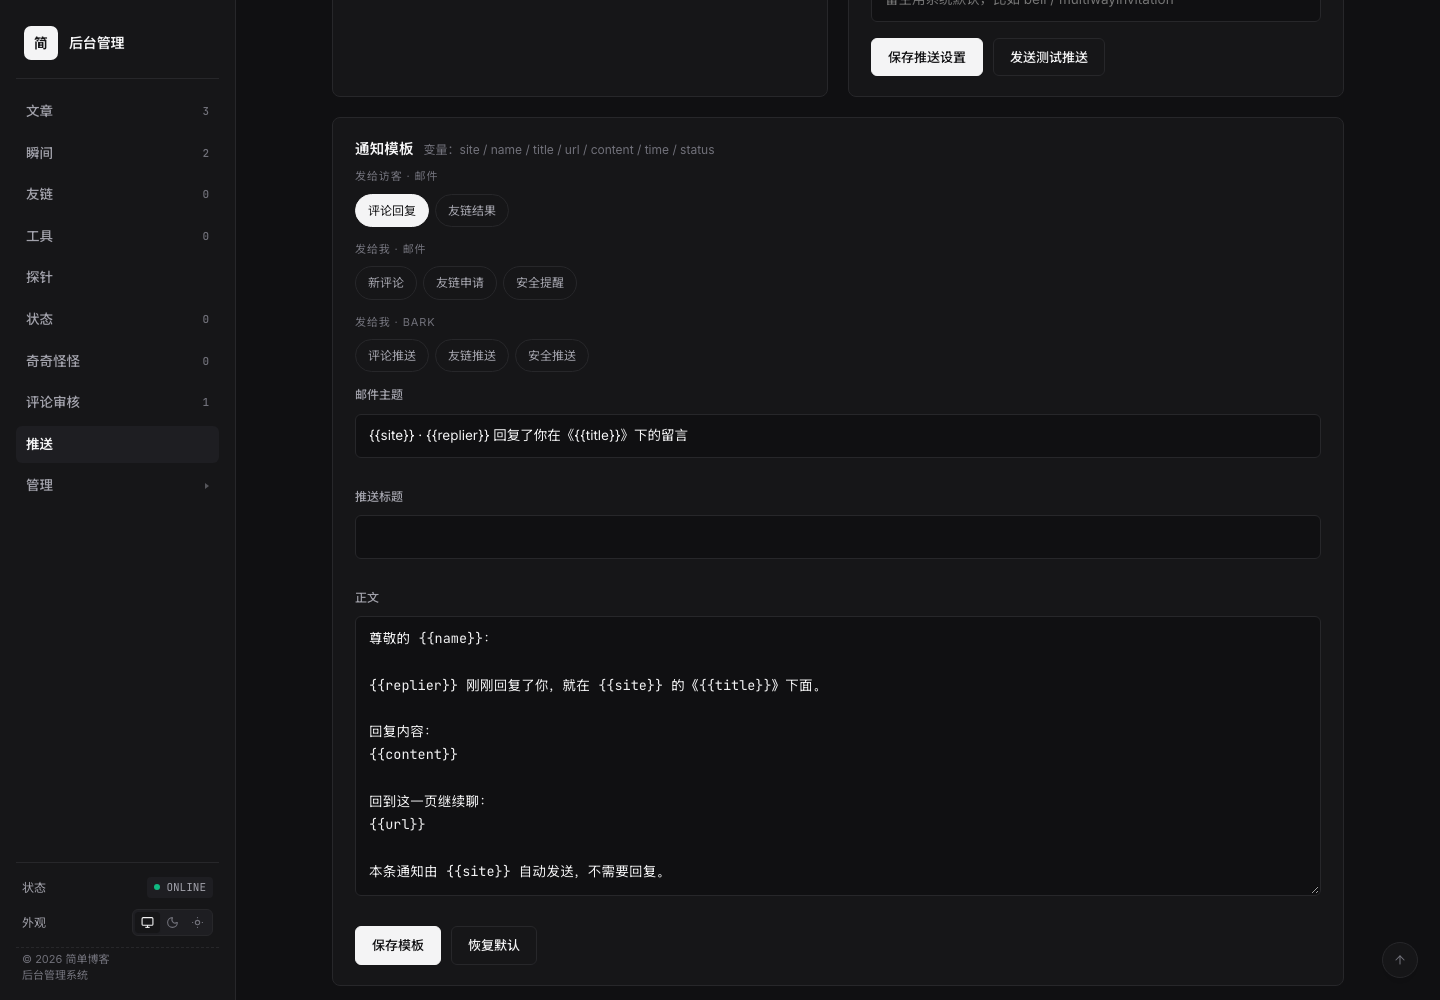 简
后台管理
文章 3
瞬间 2
友链 0
工具 0
探针
状态 0
奇奇怪怪 0
评论审核 1
推送
管理
状态
ONLINE
外观
© 2026 简单博客
后台管理系统
保存推送设置
发送测试推送
通知模板 变量：site / name / title / url / content / time / status
发给访客 · 邮件
评论回复 友链结果
发给我 · 邮件
新评论 友链申请 安全提醒
发给我 · BARK
评论推送 友链推送 安全推送
邮件主题
{{site}} · {{replier}} 回复了你在《{{title}}》下的留言
推送标题
正文
尊敬的 {{name}}：
{{replier}} 刚刚回复了你，就在 {{site}} 的《{{title}}》下面。
回复内容：
{{content}}
回到这一页继续聊：
{{url}}
本条通知由 {{site}} 自动发送，不需要回复。
保存模板 恢复默认